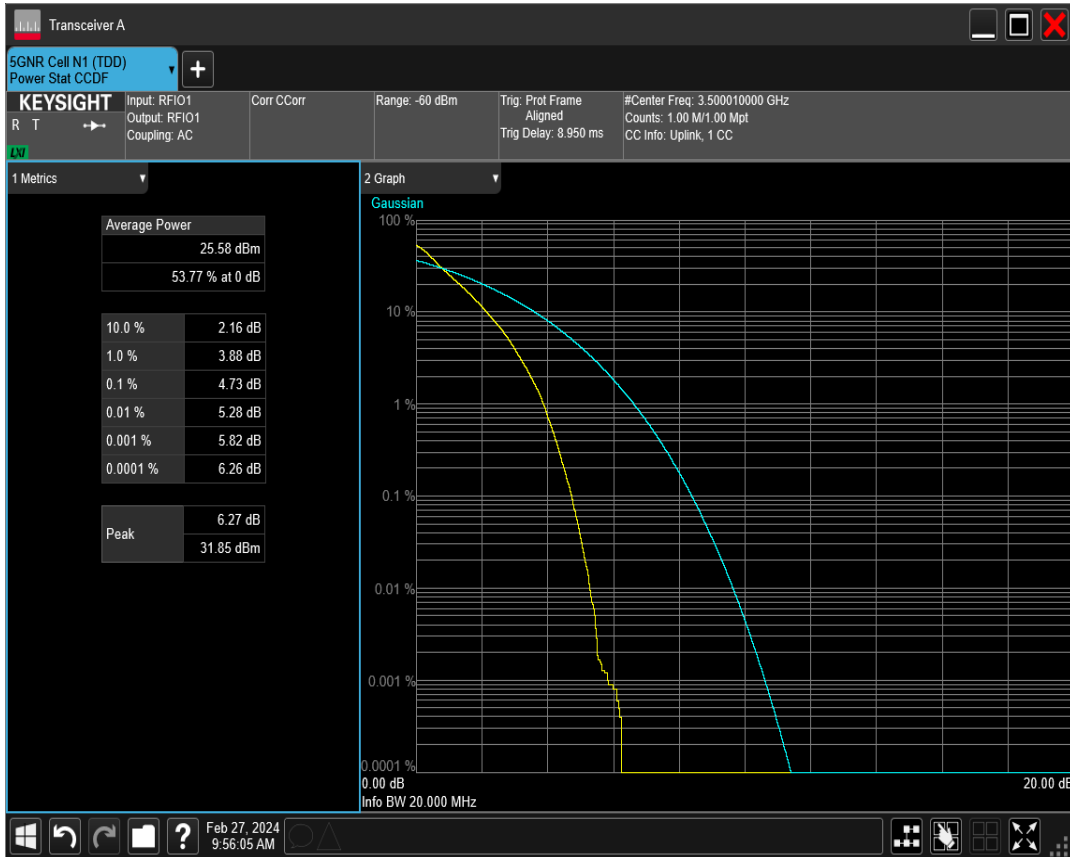 Transceiver A
5GNR Cell N1 (TDD)
Power Stat CCDF
+
KEYSIGHT
R T
LXI
Input: RFIO1
Output: RFIO1
Coupling: AC
Corr CCorr
Range: -60 dBm
Trig: Prot Frame
Aligned
Trig Delay: 8.950 ms
#Center Freq: 3.500010000 GHz
Counts: 1.00 M/1.00 Mpt
CC Info: Uplink, 1 CC
1 Metrics
Average Power
25.58 dBm
53.77 % at 0 dB
10.0 % 2.16 dB
1.0 % 3.88 dB
0.1 % 4.73 dB
0.01 % 5.28 dB
0.001 % 5.82 dB
0.0001 % 6.26 dB
Peak 6.27 dB
31.85 dBm
2 Graph
Gaussian
100 %
10 %
1 %
0.1 %
0.01 %
0.001 %
0.0001 %
0.00 dB 20.00 dB
Info BW 20.000 MHz
?
Feb 27, 2024
9:56:05 AM